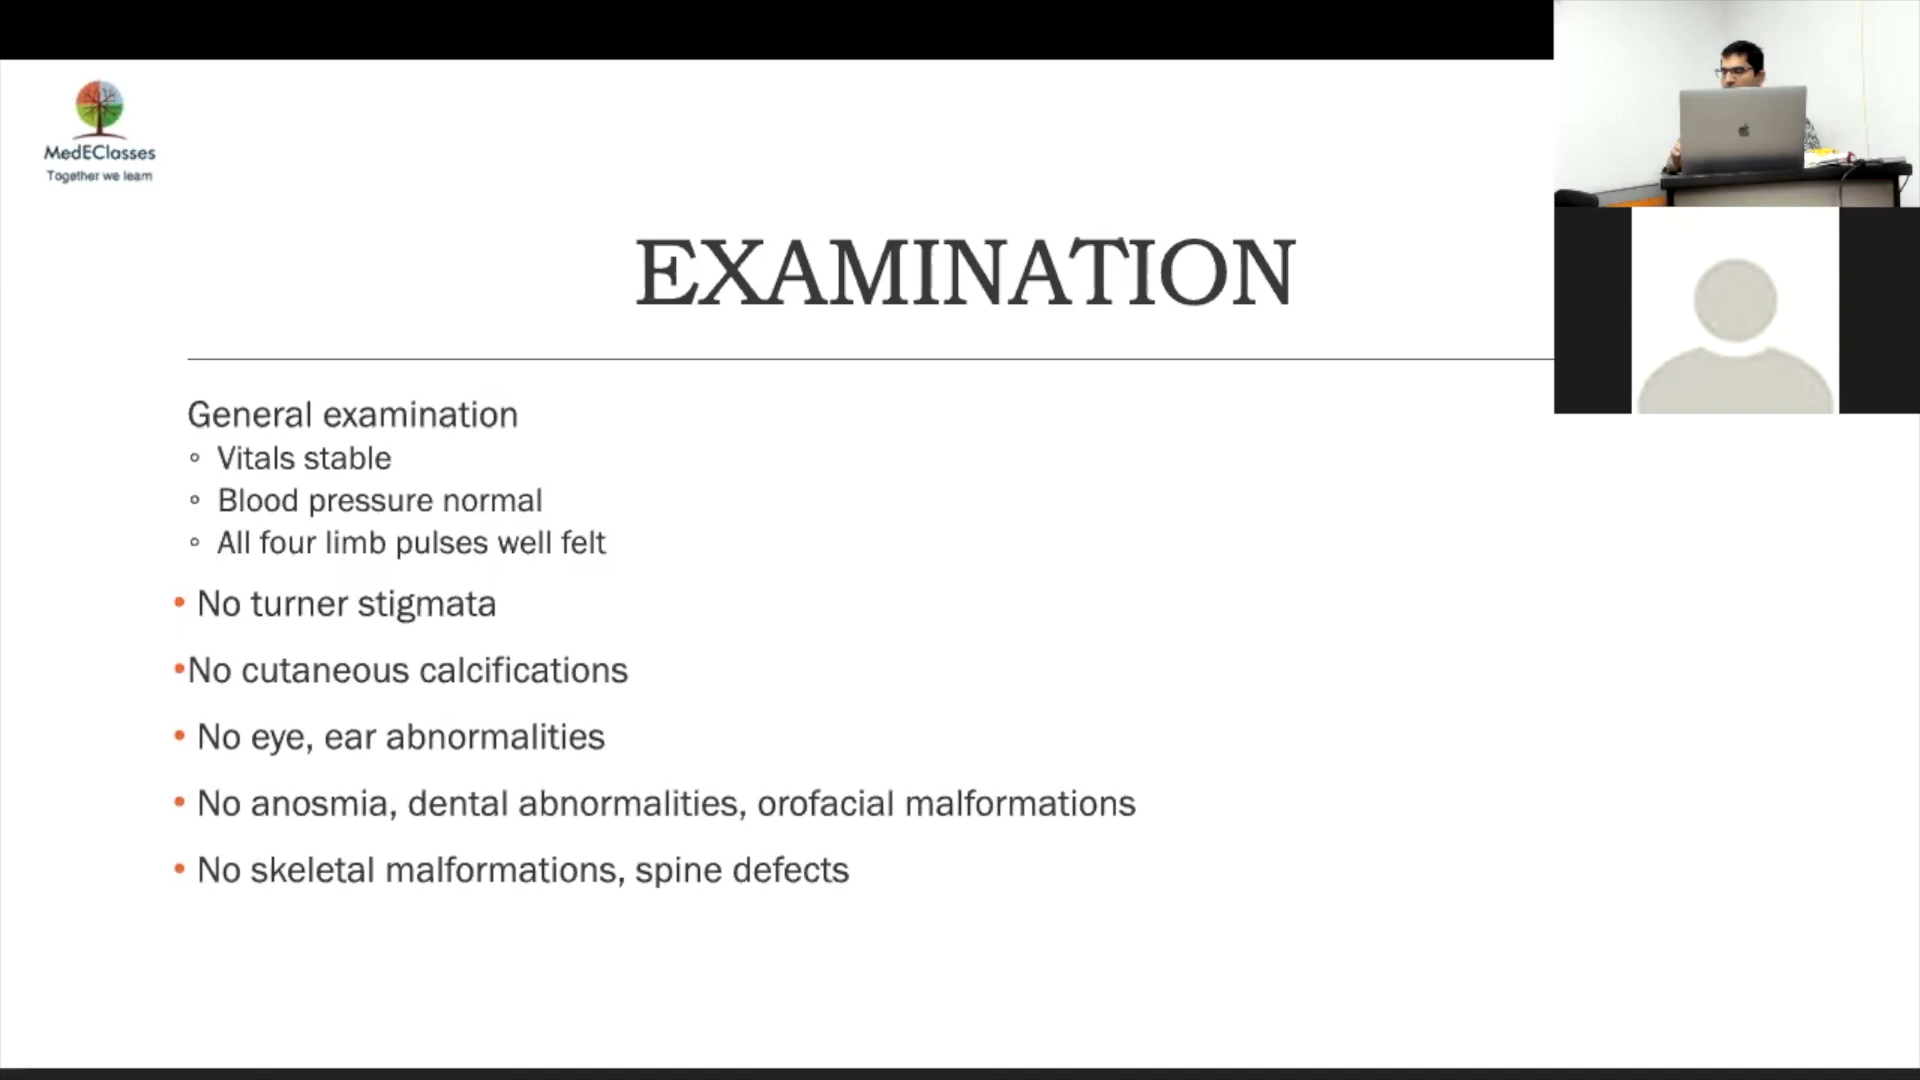 MedEClasses
Together we learn
EXAMINATION
General examination
◦ Vitals stable
◦ Blood pressure normal
◦ All four limb pulses well felt
• No turner stigmata
•No cutaneous calcifications
• No eye, ear abnormalities
• No anosmia, dental abnormalities, orofacial malformations
• No skeletal malformations, spine defects